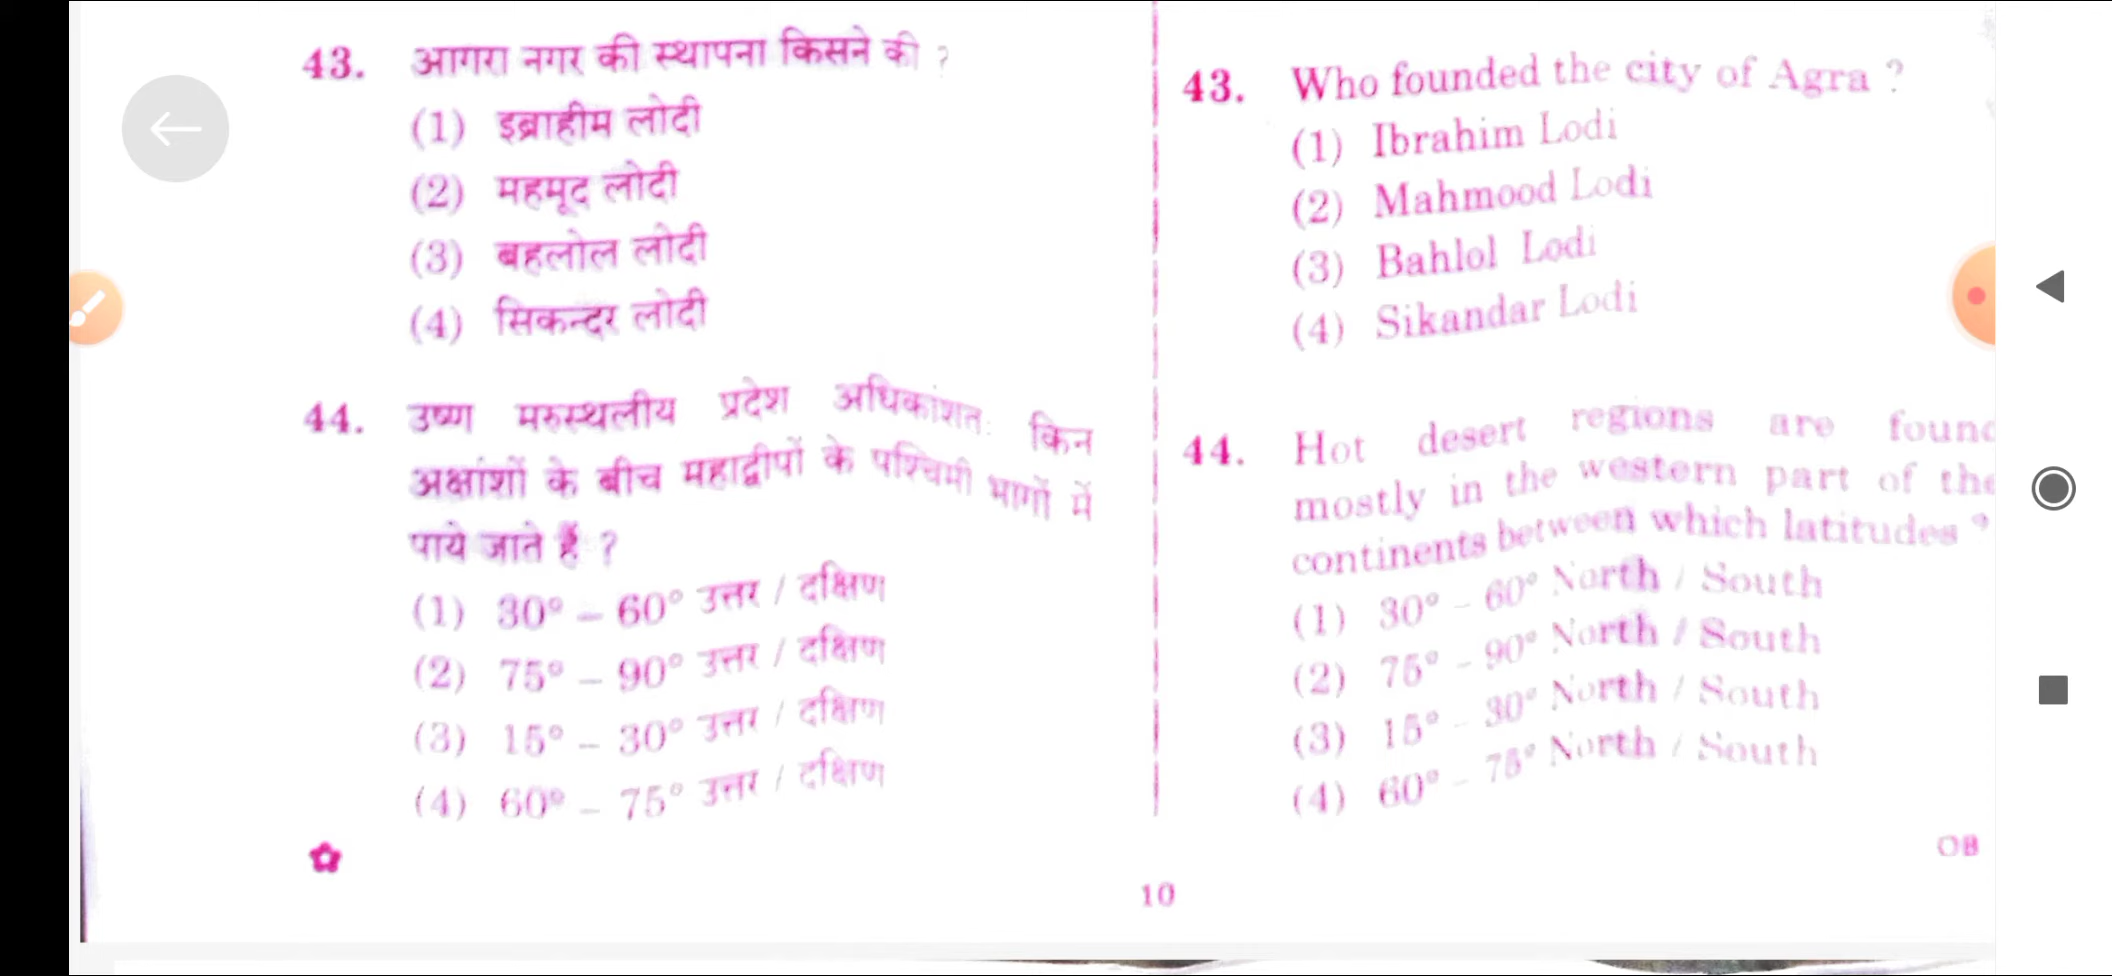 43. आगरा नगर की स्थापना किसने की ?
(1) इब्राहीम लोदी
(2) महमूद लोदी
(3) बहलोल लोदी
(4) सिकन्दर लोदी
44. उष्ण मरुस्थलीय प्रदेश अधिकांशतः किन
अक्षांशों के बीच महाद्वीपों के पश्चिमी भागों में
पाये जाते हैं ?
(1) 30° – 60° उत्तर / दक्षिण
(2) 75° – 90° उत्तर / दक्षिण
(3) 15° – 30° उत्तर / दक्षिण
(4) 60° – 75° उत्तर / दक्षिण
43. Who founded the city of Agra ?
(1) Ibrahim Lodi
(2) Mahmood Lodi
(3) Bahlol Lodi
(4) Sikandar Lodi
44. Hot desert regions are found
mostly in the western part of the
continents between which latitudes ?
(1) 30° – 60° North / South
(2) 75° – 90° North / South
(3) 15° – 30° North / South
(4) 60° – 75° North / South
10